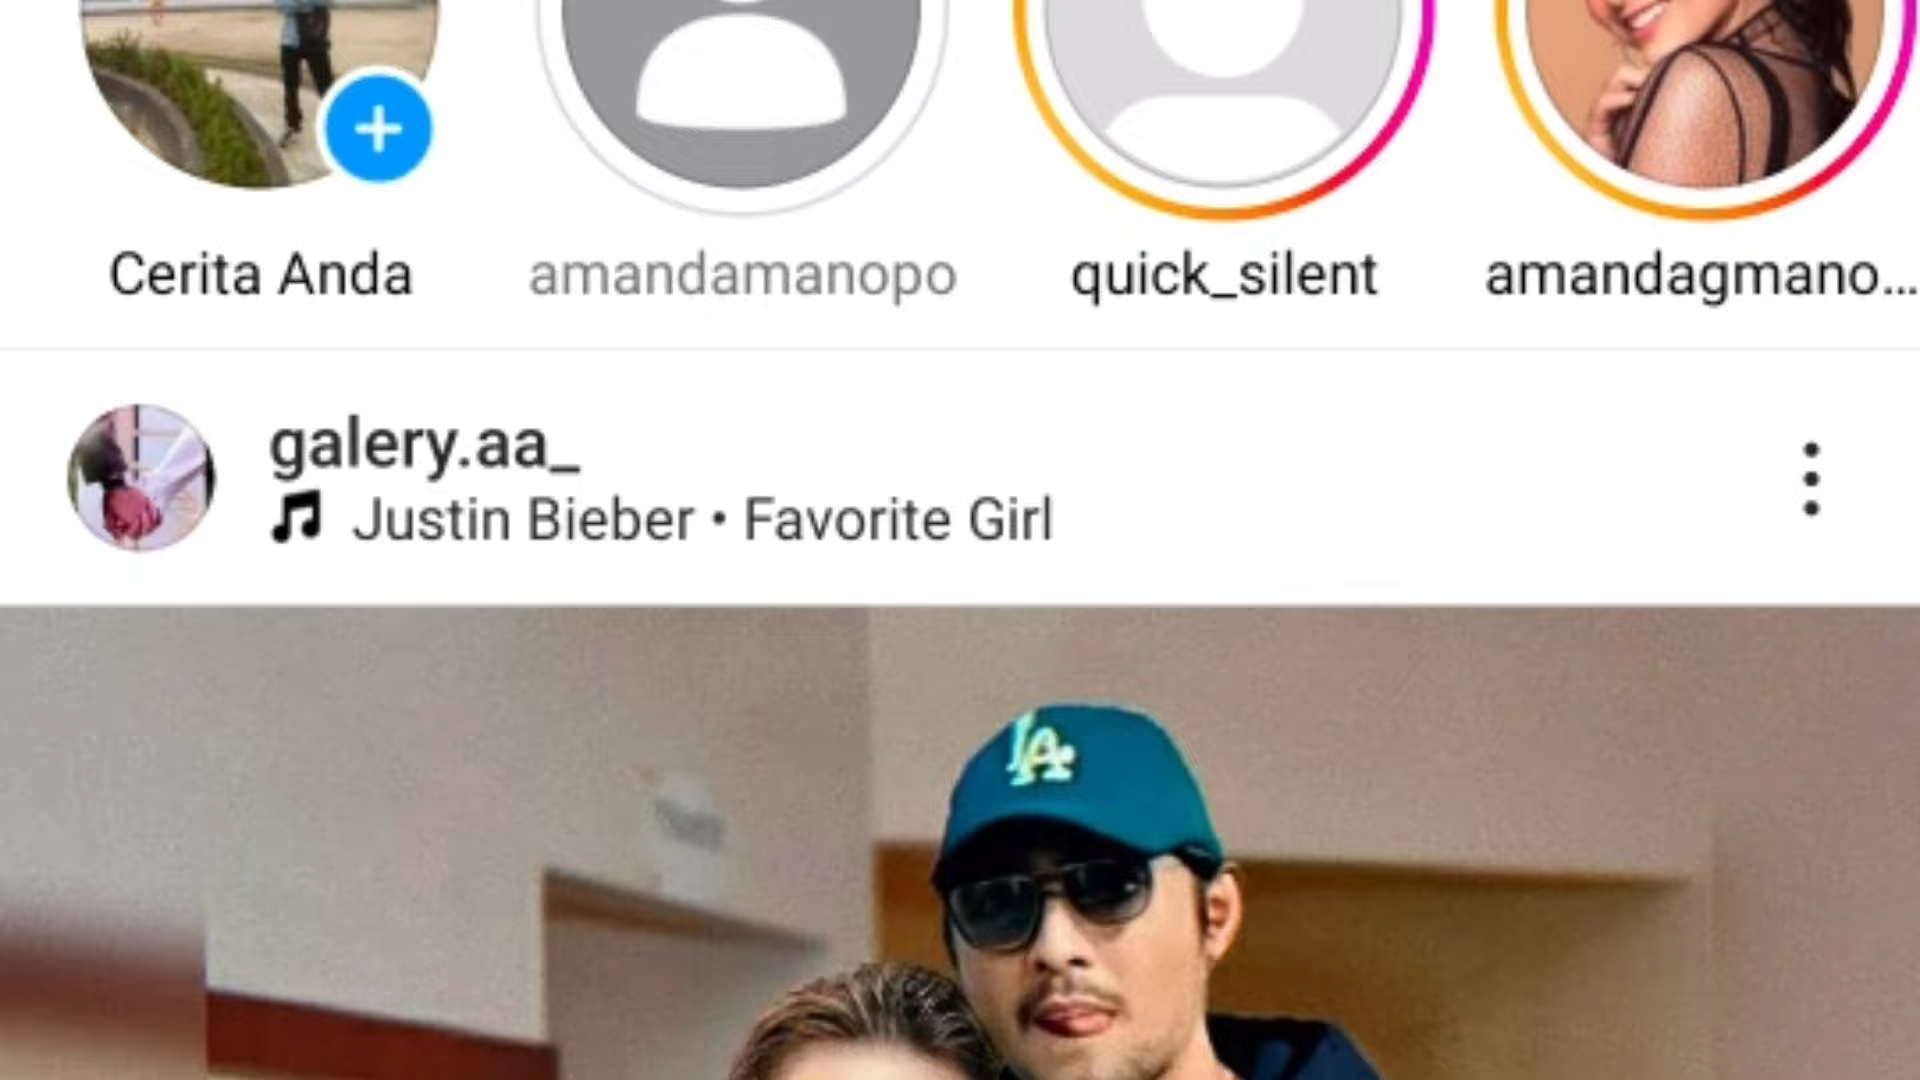 Cerita Anda
amandamanopo
quick_silent
amandagmano...
galery.aa_
Justin Bieber • Favorite Girl
LA